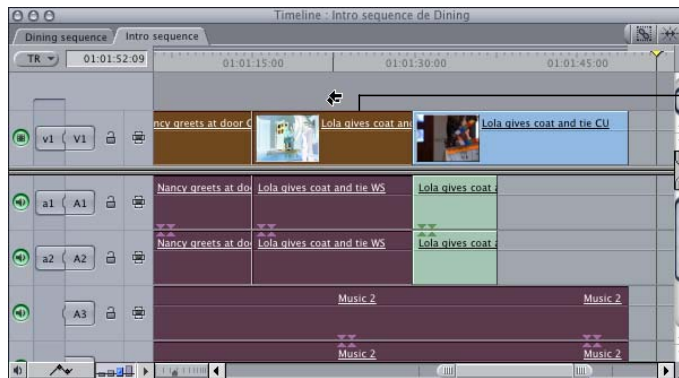 Timeline : Intro sequence de Dining
Dining sequence Intro sequence
TR 01:01:52:09 01:01:15:00 01:01:30:00 01:01:45:00
v1 V1 ncy greets at door C Lola gives coat an Lola gives coat and tie CU
a1 A1 Nancy greets at do Lola gives coat and tie WS Lola gives coat a
a2 A2 Nancy greets at do Lola gives coat and tie WS Lola gives coat a
A3 Music 2 Music 2
Music 2 Music 2